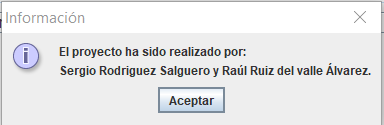 Información
El proyecto ha sido realizado por:
Sergio Rodriguez Salguero y Raúl Ruiz del valle Álvarez.
Aceptar